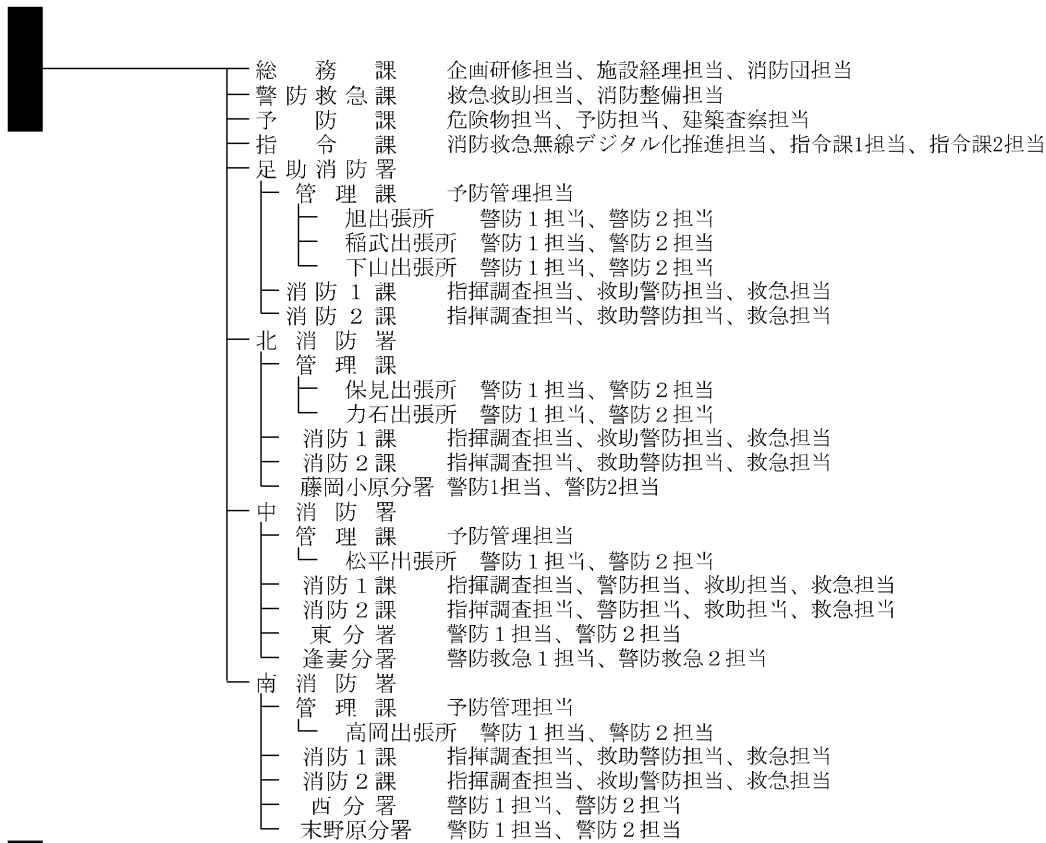 総務課 企画研修担当、施設経理担当、消防団担当
警防救急課 救急救助担当、消防整備担当
予防課 危険物担当、予防担当、建築査察担当
指令課 消防救急無線デジタル化推進担当、指令課1担当、指令課2担当
足助消防署
管理課 予防管理担当
旭出張所 警防１担当、警防２担当
稲武出張所 警防１担当、警防２担当
下山出張所 警防１担当、警防２担当
消防１課 指揮調査担当、救助警防担当、救急担当
消防２課 指揮調査担当、救助警防担当、救急担当
北消防署
管理課
保見出張所 警防１担当、警防２担当
力石出張所 警防１担当、警防２担当
消防１課 指揮調査担当、救助警防担当、救急担当
消防２課 指揮調査担当、救助警防担当、救急担当
藤岡小原分署 警防1担当、警防2担当
中消防署
管理課 予防管理担当
松平出張所 警防１担当、警防２担当
消防１課 指揮調査担当、警防担当、救助担当、救急担当
消防２課 指揮調査担当、警防担当、救助担当、救急担当
東分署 警防１担当、警防２担当
逢妻分署 警防救急１担当、警防救急２担当
南消防署
管理課 予防管理担当
高岡出張所 警防１担当、警防２担当
消防１課 指揮調査担当、救助警防担当、救急担当
消防２課 指揮調査担当、救助警防担当、救急担当
西分署 警防１担当、警防２担当
末野原分署 警防１担当、警防２担当